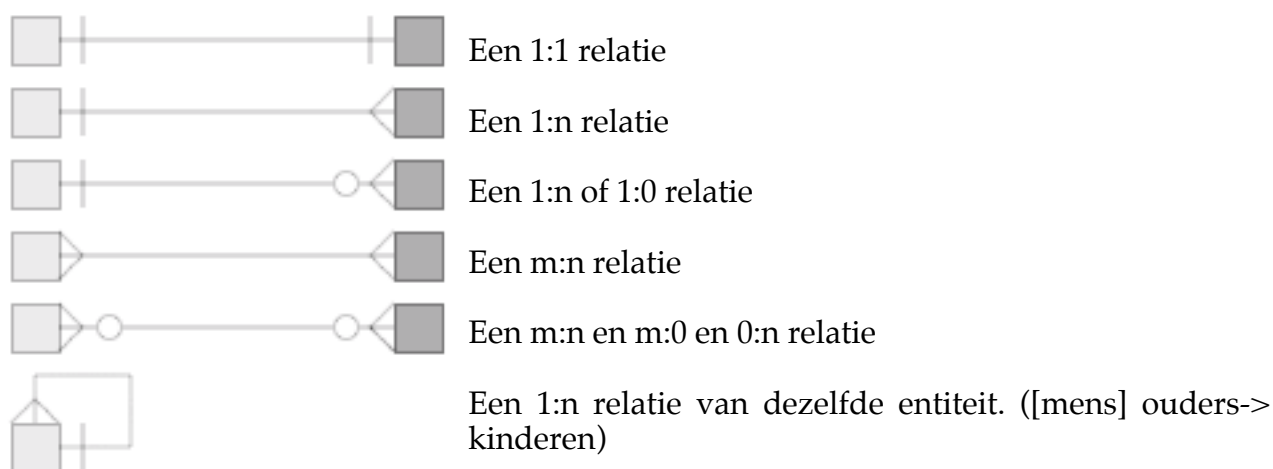 Een 1:1 relatie
Een 1:n relatie
Een 1:n of 1:0 relatie
Een m:n relatie
Een m:n en m:0 en 0:n relatie
Een 1:n relatie van dezelfde entiteit. ([mens] ouders->
kinderen)